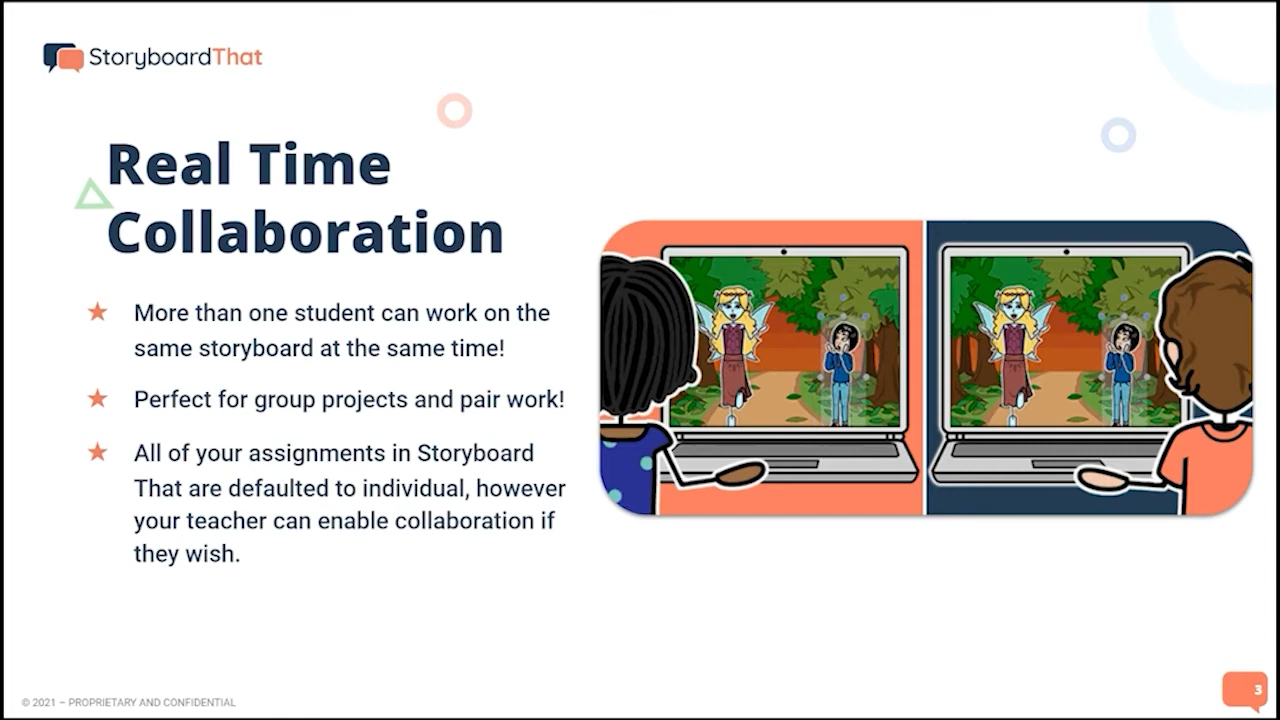 StoryboardThat
Real Time
Collaboration
More than one student can work on the
same storyboard at the same time!
Perfect for group projects and pair work!
All of your assignments in Storyboard
That are defaulted to individual, however
your teacher can enable collaboration if
they wish.
© 2021 – PROPRIETARY AND CONFIDENTIAL
3